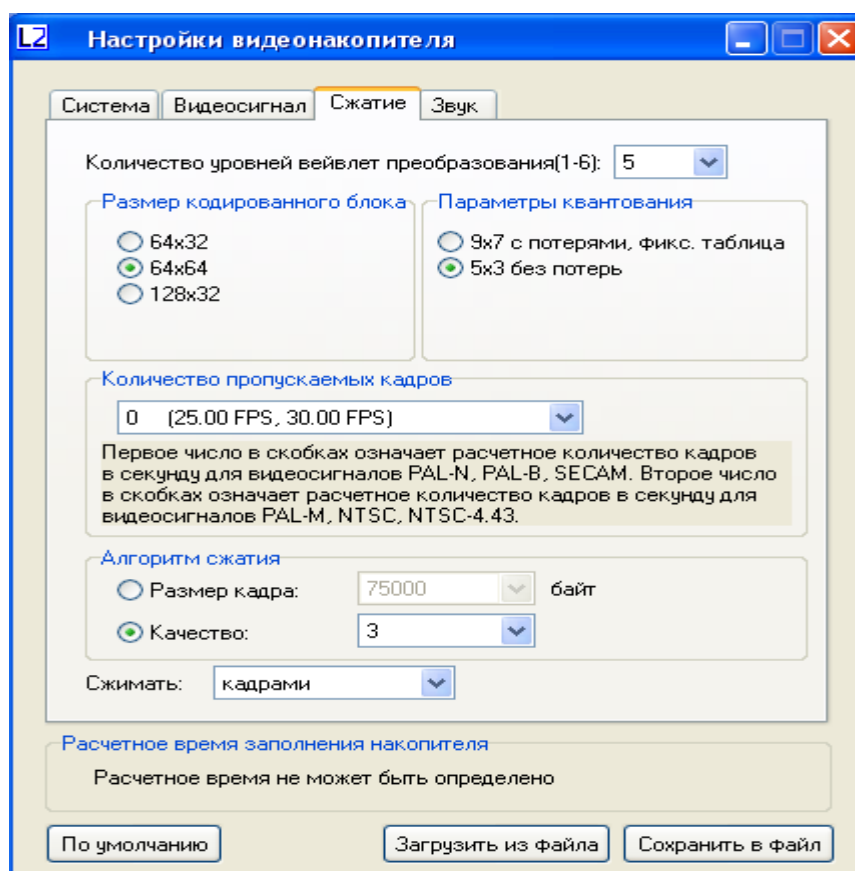 L2 Настройки видеонакопителя
Система Видеосигнал Сжатие Звук
Количество уровней вейвлет преобразования(1-6): 5
Размер кодированного блока
64x32
64x64
128x32
Параметры квантования
9x7 с потерями, фикс. таблица
5x3 без потерь
Количество пропускаемых кадров
0 (25.00 FPS, 30.00 FPS)
Первое число в скобках означает расчетное количество кадров
в секунду для видеосигналов PAL-N, PAL-B, SECAM. Второе число
в скобках означает расчетное количество кадров в секунду для
видеосигналов PAL-M, NTSC, NTSC-4.43.
Алгоритм сжатия
Размер кадра: 75000 байт
Качество: 3
Сжимать: кадрами
Расчетное время заполнения накопителя
Расчетное время не может быть определено
По умолчанию Загрузить из файла Сохранить в файл